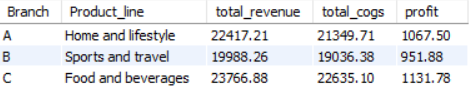 Branch Product_line total_revenue total_cogs profit
A Home and lifestyle 22417.21 21349.71 1067.50
B Sports and travel 19988.26 19036.38 951.88
C Food and beverages 23766.88 22635.10 1131.78